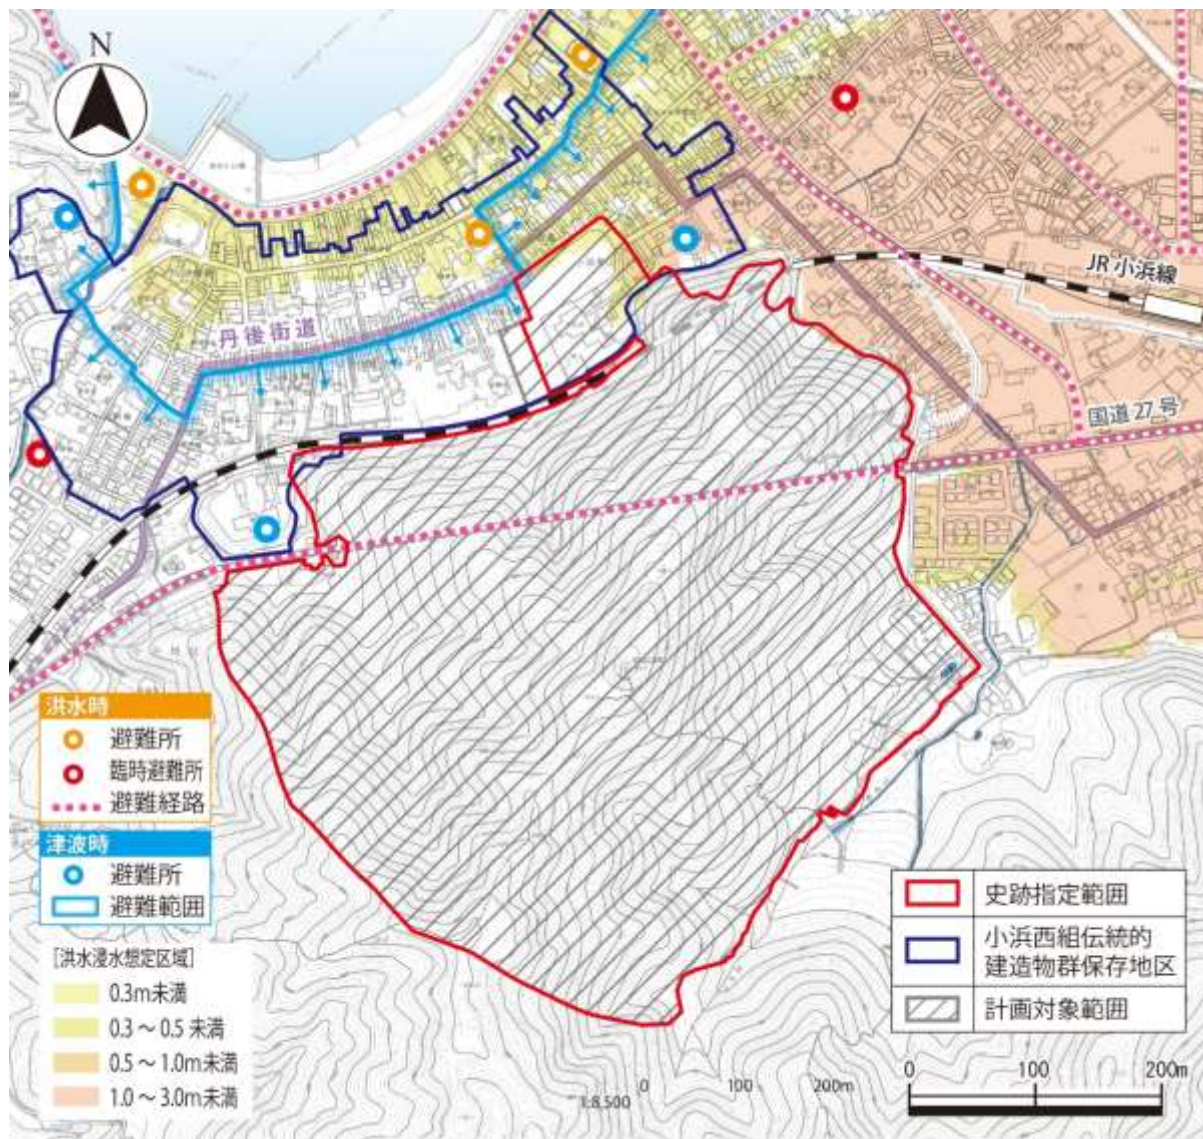 N
JR 小浜線
丹後街道
国道 27 号
洪水時
避難所
臨時避難所
避難経路
津波時
避難所
避難範囲
[洪水浸水想定区域]
0.3m未満
0.3 ～ 0.5 未満
0.5 ～ 1.0m未満
1.0 ～ 3.0m未満
史跡指定範囲
小浜西組伝統的
建造物群保存地区
計画対象範囲
0 100 200m
1:8,500
0 100 200m